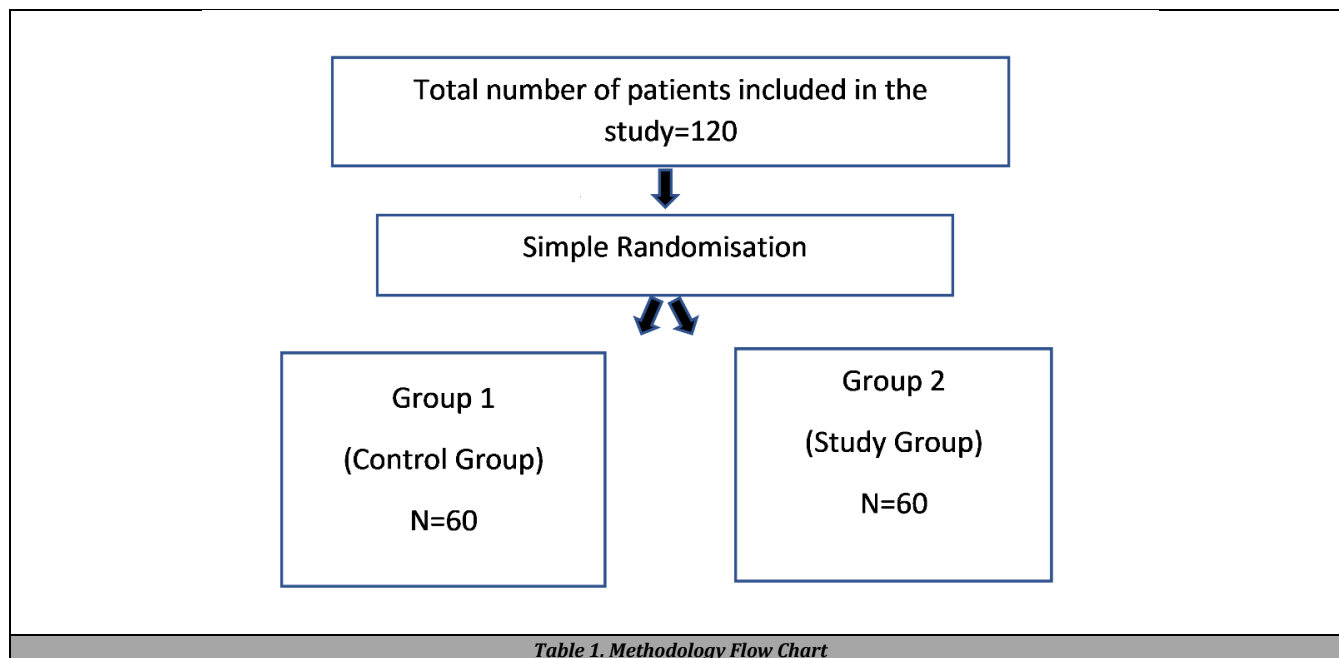 Total number of patients included in the
study=120
Simple Randomisation
Group 1
(Control Group)
N=60
Group 2
(Study Group)
N=60
Table 1. Methodology Flow Chart